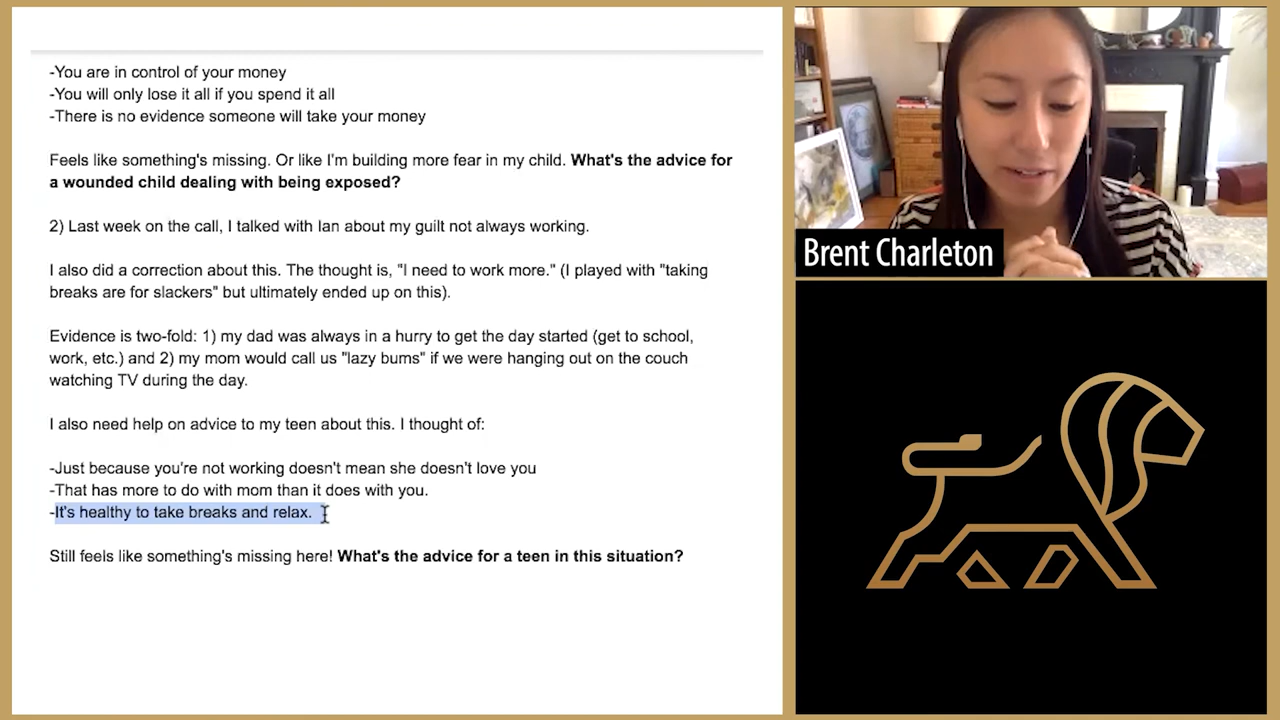 -You are in control of your money
-You will only lose it all if you spend it all
-There is no evidence someone will take your money
Feels like something's missing. Or like I'm building more fear in my child. What's the advice for
a wounded child dealing with being exposed?
2) Last week on the call, I talked with Ian about my guilt not always working.
I also did a correction about this. The thought is, "I need to work more." (I played with "taking
breaks are for slackers" but ultimately ended up on this).
Evidence is two-fold: 1) my dad was always in a hurry to get the day started (get to school,
work, etc.) and 2) my mom would call us "lazy bums" if we were hanging out on the couch
watching TV during the day.
I also need help on advice to my teen about this. I thought of:
-Just because you're not working doesn't mean she doesn't love you
-That has more to do with mom than it does with you.
-It's healthy to take breaks and relax.
Still feels like something's missing here! What's the advice for a teen in this situation?
Brent Charleton